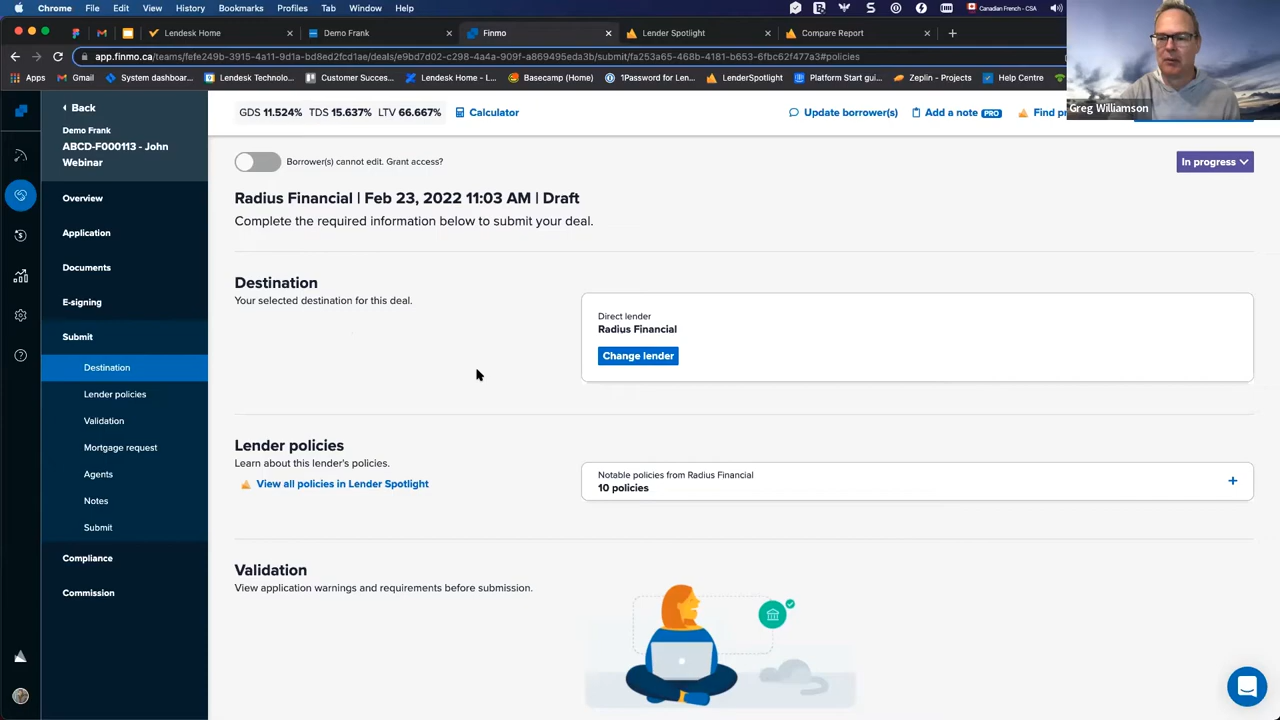 Chrome File Edit View History Bookmarks Profiles Tab Window Help Canadian French - CSA
Lendesk Home Demo Frank Finmo Lender Spotlight Compare Report
app.finmo.ca/teams/fefe249b-3915-4a11-9d1a-bd8ed2fcd1ae/deals/e9bd7d02-c298-4a4a-909f-a869495eda3b/submit/fa253a65-468b-4181-b653-6fbc62f477a3#policies
Apps Gmail System dashboar... Lendesk Technolo... Customer Succes... Lendesk Home - L... Basecamp (Home) 1Password for Len... LenderSpotlight Platform Start gui... Zeplin - Projects Help Centre
Greg Williamson
Back
Demo Frank
ABCD-F000113 - John
Webinar
Overview
Application
Documents
E-signing
Submit
Destination
Lender policies
Validation
Mortgage request
Agents
Notes
Submit
Compliance
Commission
GDS 11.524% TDS 15.637% LTV 66.667% Calculator Update borrower(s) Add a note PRO Find pr
Borrower(s) cannot edit. Grant access? In progress
Radius Financial | Feb 23, 2022 11:03 AM | Draft
Complete the required information below to submit your deal.
Destination
Your selected destination for this deal.
Direct lender
Radius Financial
Change lender
Lender policies
Learn about this lender's policies.
View all policies in Lender Spotlight
Notable policies from Radius Financial
10 policies
Validation
View application warnings and requirements before submission.